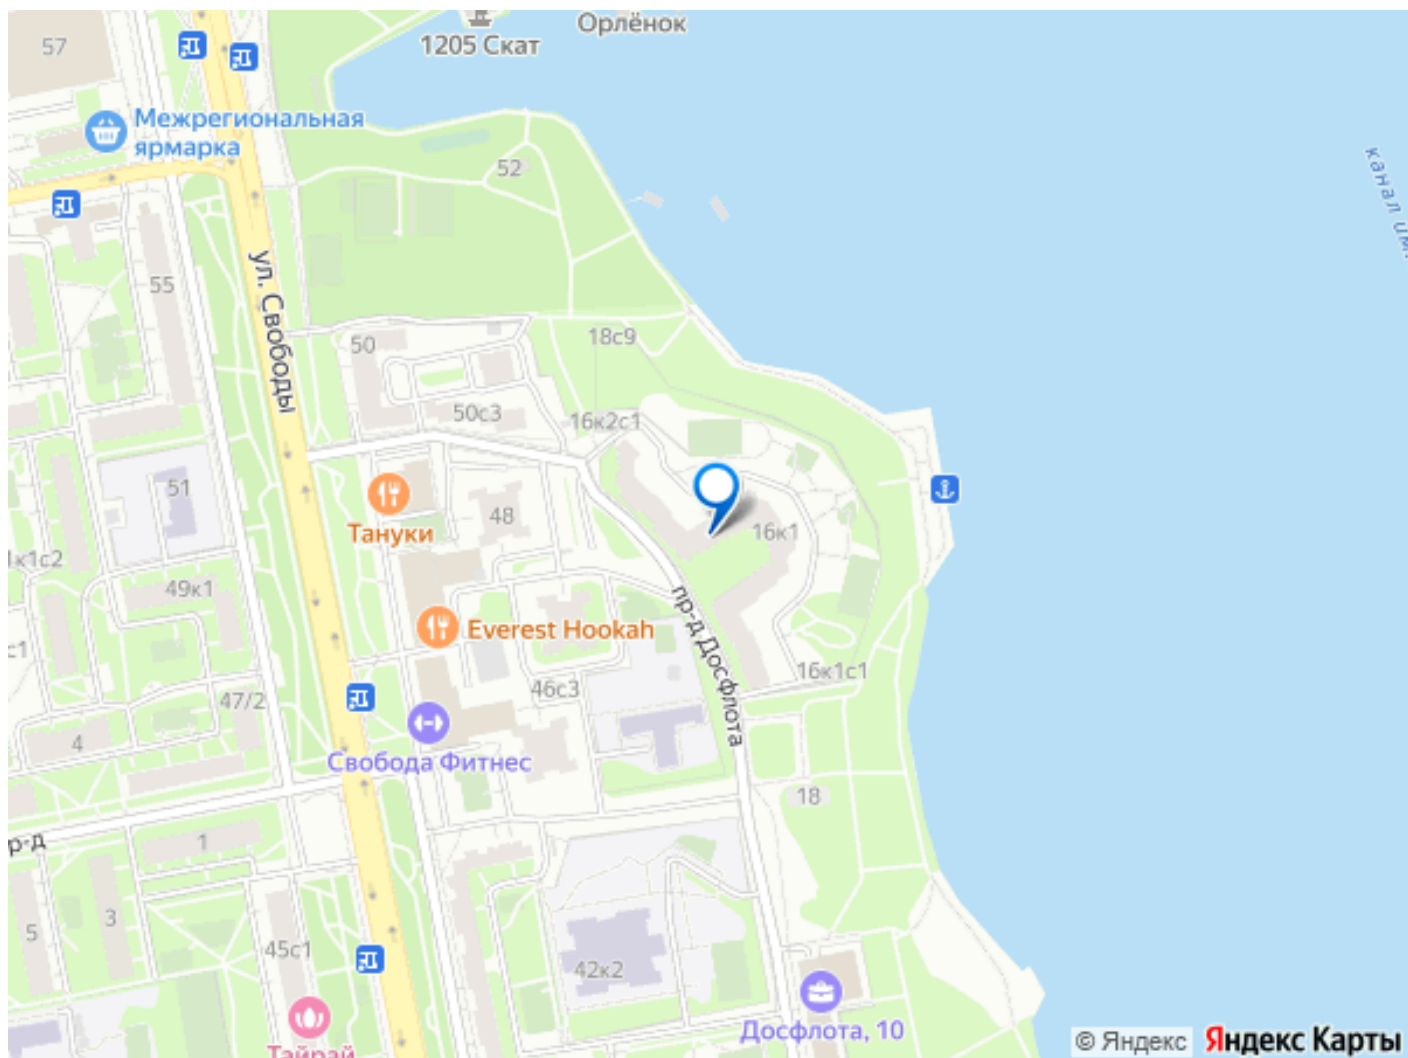 57
1205 Скат
Орлёнок
Межрегиональная
ярмарка
52
канал им.
55
ул. Свободы
50
18с9
50с3
16к2с1
51
Тануки
48
16к1
1к1с2
49к1
Everest Hookah
пр-д Досфлота
с1
46с3
16к1с1
47/2
4
Свобода Фитнес
18
1
р-д
5
3
45с1
42к2
Досфлота, 10
Тайрай
© Яндекс Яндекс Карты